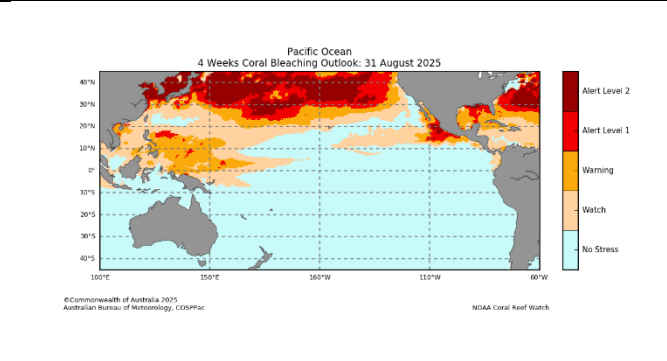 Pacific Ocean
4 Weeks Coral Bleaching Outlook: 31 August 2025
40°N
30°N
20°N
10°N
0°
10°S
20°S
30°S
40°S
100°E
150°E
160°W
110°W
60°W
Alert Level 2
Alert Level 1
Warning
Watch
No Stress
©Commonwealth of Australia 2025
Australian Bureau of Meteorology, COSPPac
NOAA Coral Reef Watch